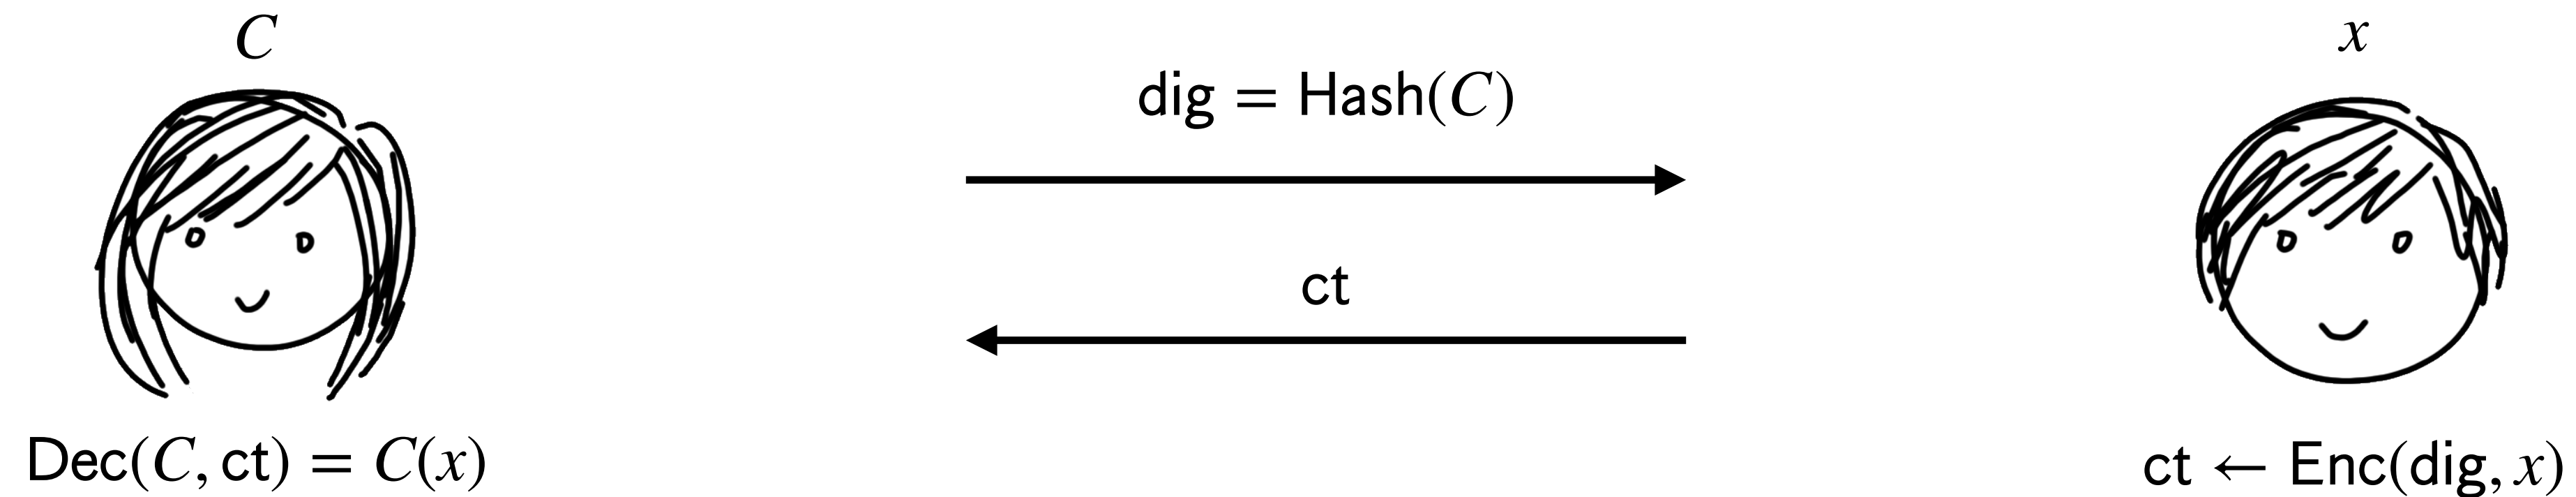 C
x
dig = Hash(C)
ct
Dec(C, ct) = C(x)
ct ← Enc(dig, x)